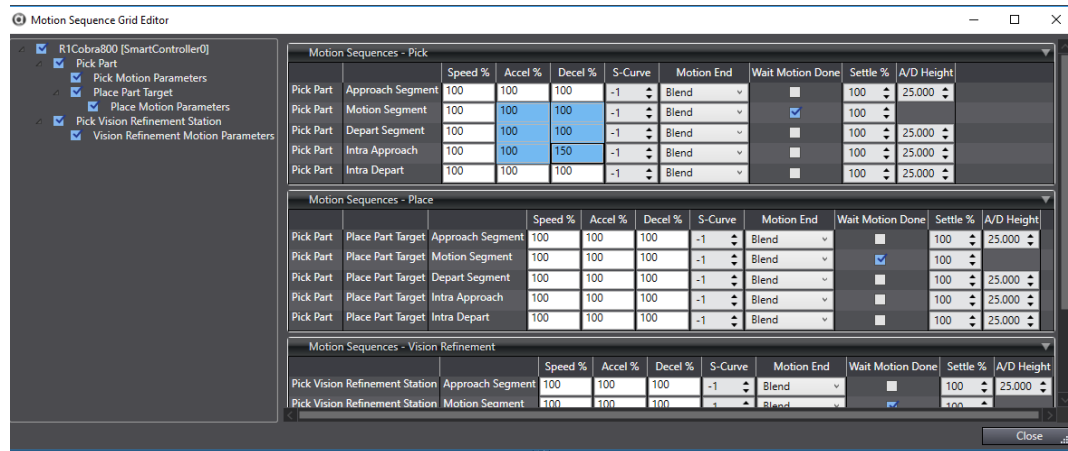 Motion Sequence Grid Editor
R1Cobra800 [SmartController0]
Pick Part
Pick Motion Parameters
Place Part Target
Place Motion Parameters
Pick Vision Refinement Station
Vision Refinement Motion Parameters
Motion Sequences - Pick
Speed % Accel % Decel % S-Curve Motion End Wait Motion Done Settle % A/D Height
Pick Part Approach Segment 100 100 100 -1 Blend 100 25.000
Pick Part Motion Segment 100 100 100 -1 Blend 100
Pick Part Depart Segment 100 100 100 -1 Blend 100 25.000
Pick Part Intra Approach 100 100 150 -1 Blend 100 25.000
Pick Part Intra Depart 100 100 100 -1 Blend 100 25.000
Motion Sequences - Place
Speed % Accel % Decel % S-Curve Motion End Wait Motion Done Settle % A/D Height
Pick Part Place Part Target Approach Segment 100 100 100 -1 Blend 100 25.000
Pick Part Place Part Target Motion Segment 100 100 100 -1 Blend 100
Pick Part Place Part Target Depart Segment 100 100 100 -1 Blend 100 25.000
Pick Part Place Part Target Intra Approach 100 100 100 -1 Blend 100 25.000
Pick Part Place Part Target Intra Depart 100 100 100 -1 Blend 100 25.000
Motion Sequences - Vision Refinement
Speed % Accel % Decel % S-Curve Motion End Wait Motion Done Settle % A/D Height
Pick Vision Refinement Station Approach Segment 100 100 100 -1 Blend 100 25.000
Pick Vision Refinement Station Motion Segment 100 100 100 -1 Blend 100
Close